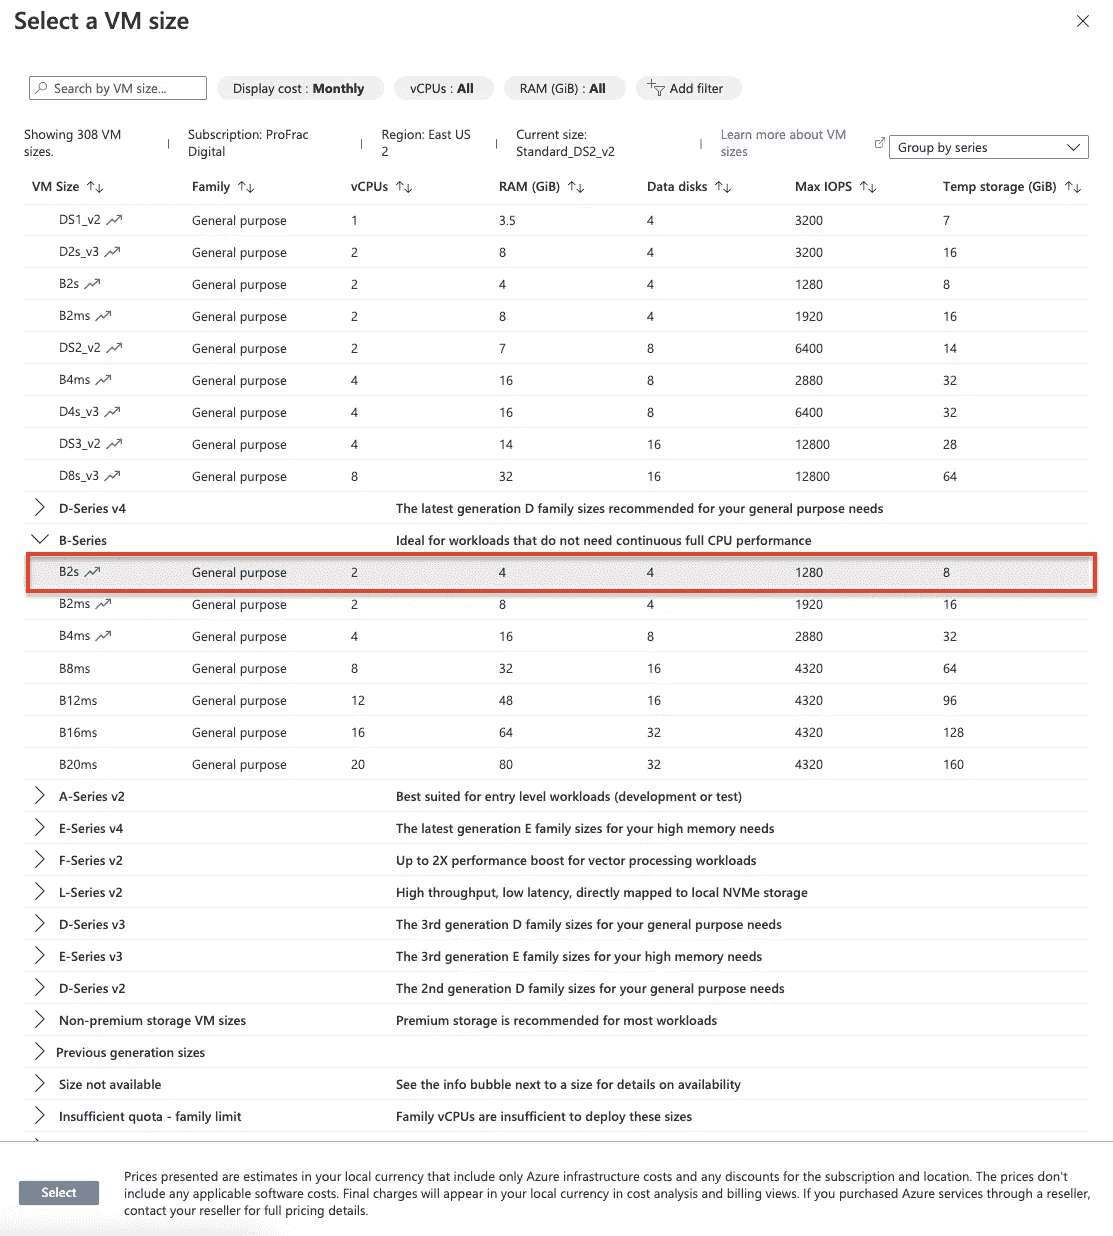 Select a VM size
Search by VM size...
Display cost : Monthly
vCPUs : All
RAM (GiB) : All
Add filter
Showing 308 VM
sizes.
Subscription: ProFrac
Digital
Region: East US
2
Current size:
Standard_DS2_v2
Learn more about VM
sizes
Group by series
VM Size Family vCPUs RAM (GiB) Data disks Max IOPS Temp storage (GiB)
DS1_v2 General purpose 1 3.5 4 3200 7
D2s_v3 General purpose 2 8 4 3200 16
B2s General purpose 2 4 4 1280 8
B2ms General purpose 2 8 4 1920 16
DS2_v2 General purpose 2 7 8 6400 14
B4ms General purpose 4 16 8 2880 32
D4s_v3 General purpose 4 16 8 6400 32
DS3_v2 General purpose 4 14 16 12800 28
D8s_v3 General purpose 8 32 16 12800 64
D-Series v4 The latest generation D family sizes recommended for your general purpose needs
B-Series Ideal for workloads that do not need continuous full CPU performance
B2s General purpose 2 4 4 1280 8
B2ms General purpose 2 8 4 1920 16
B4ms General purpose 4 16 8 2880 32
B8ms General purpose 8 32 16 4320 64
B12ms General purpose 12 48 16 4320 96
B16ms General purpose 16 64 32 4320 128
B20ms General purpose 20 80 32 4320 160
A-Series v2 Best suited for entry level workloads (development or test)
E-Series v4 The latest generation E family sizes for your high memory needs
F-Series v2 Up to 2X performance boost for vector processing workloads
L-Series v2 High throughput, low latency, directly mapped to local NVMe storage
D-Series v3 The 3rd generation D family sizes for your general purpose needs
E-Series v3 The 3rd generation E family sizes for your high memory needs
D-Series v2 The 2nd generation D family sizes for your general purpose needs
Non-premium storage VM sizes Premium storage is recommended for most workloads
Previous generation sizes
Size not available See the info bubble next to a size for details on availability
Insufficient quota - family limit Family vCPUs are insufficient to deploy these sizes
Select
Prices presented are estimates in your local currency that include only Azure infrastructure costs and any discounts for the subscription and location. The prices don't
include any applicable software costs. Final charges will appear in your local currency in cost analysis and billing views. If you purchased Azure services through a reseller,
contact your reseller for full pricing details.